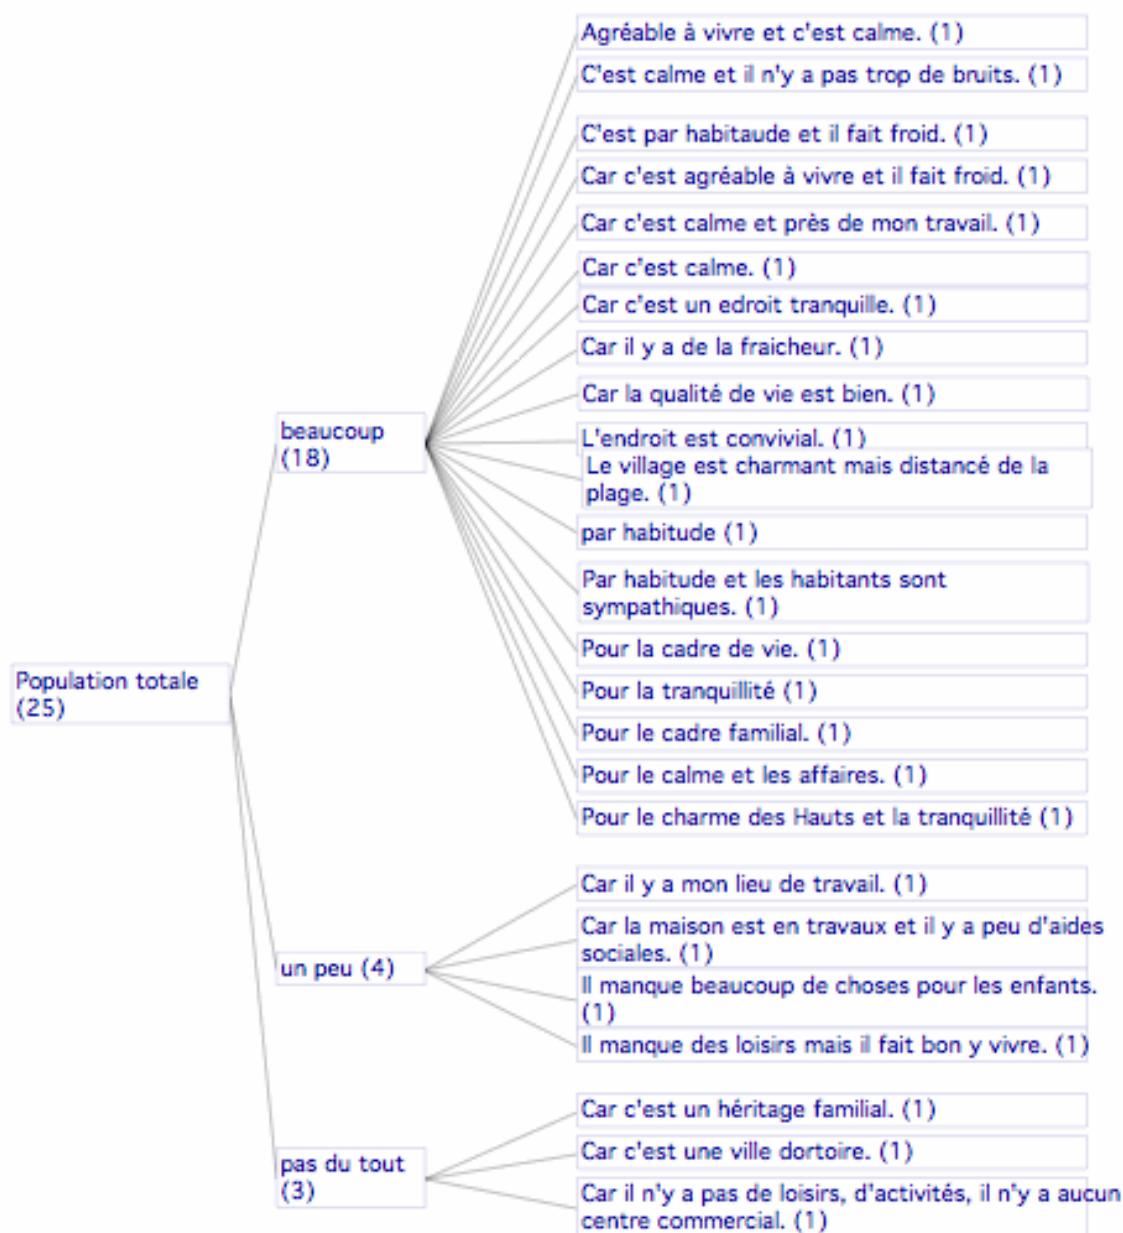 Agréable à vivre et c'est calme. (1)
C'est calme et il n'y a pas trop de bruits. (1)
C'est par habitaude et il fait froid. (1)
Car c'est agréable à vivre et il fait froid. (1)
Car c'est calme et près de mon travail. (1)
Car c'est calme. (1)
Car c'est un edroit tranquille. (1)
Car il y a de la fraicheur. (1)
Car la qualité de vie est bien. (1)
beaucoup
(18)
L'endroit est convivial. (1)
Le village est charmant mais distancé de la
plage. (1)
par habitude (1)
Par habitude et les habitants sont
sympathiques. (1)
Pour la cadre de vie. (1)
Population totale
(25)
Pour la tranquillité (1)
Pour le cadre familial. (1)
Pour le calme et les affaires. (1)
Pour le charme des Hauts et la tranquillité (1)
Car il y a mon lieu de travail. (1)
Car la maison est en travaux et il y a peu d'aides
sociales. (1)
un peu (4)
Il manque beaucoup de choses pour les enfants.
(1)
Il manque des loisirs mais il fait bon y vivre. (1)
Car c'est un héritage familial. (1)
Car c'est une ville dortoire. (1)
pas du tout
(3)
Car il n'y a pas de loisirs, d'activités, il n'y a aucun
centre commercial. (1)